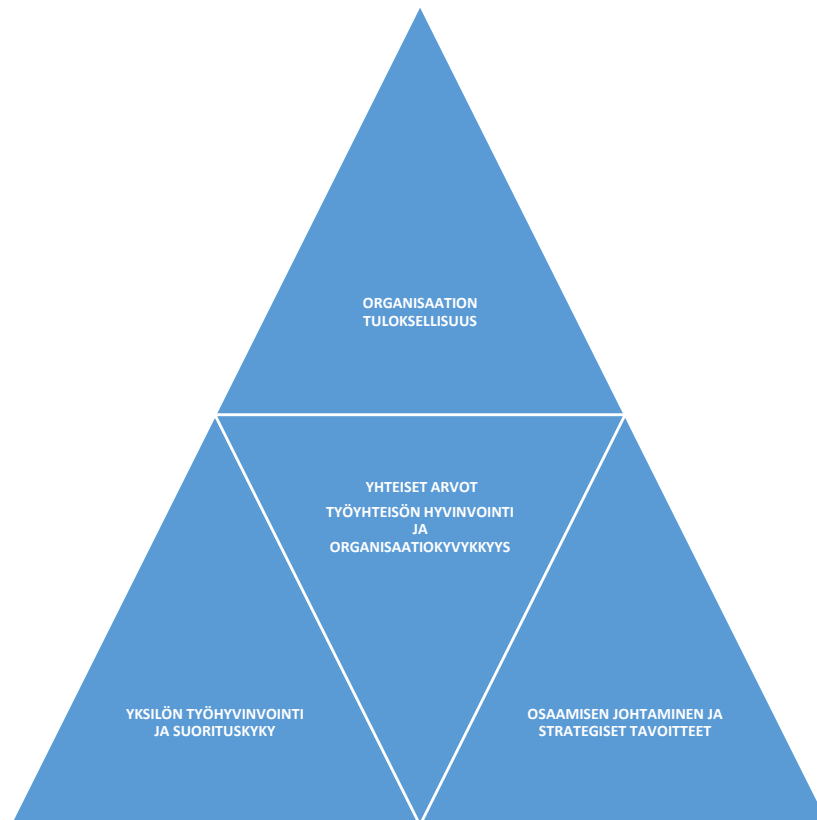 ORGANISAATION
TULOKSELLISUUS
YHTEISET ARVOT
TYÖYHTEISÖN HYVINVOINTI
JA
ORGANISAATIOKYVYKKYYS
YKSILÖN TYÖHYVINVOINTI
JA SUORITUSKYKY
OSAAMISEN JOHTAMINEN JA
STRATEGISET TAVOITTEET